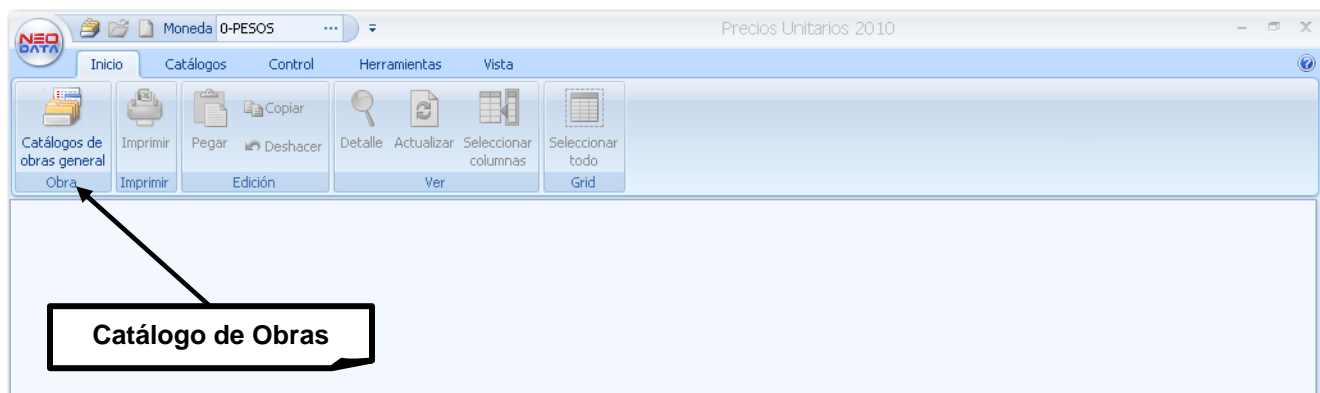 NEO
DATA
Moneda 0-PESOS ...
Precios Unitarios 2010
Inicio Catálogos Control Herramientas Vista
Catálogos de
obras general
Imprimir
Pegar
Copiar
Deshacer
Detalle
Actualizar
Seleccionar
columnas
Seleccionar
todo
Obra Imprimir Edición Ver Grid
Catálogo de Obras